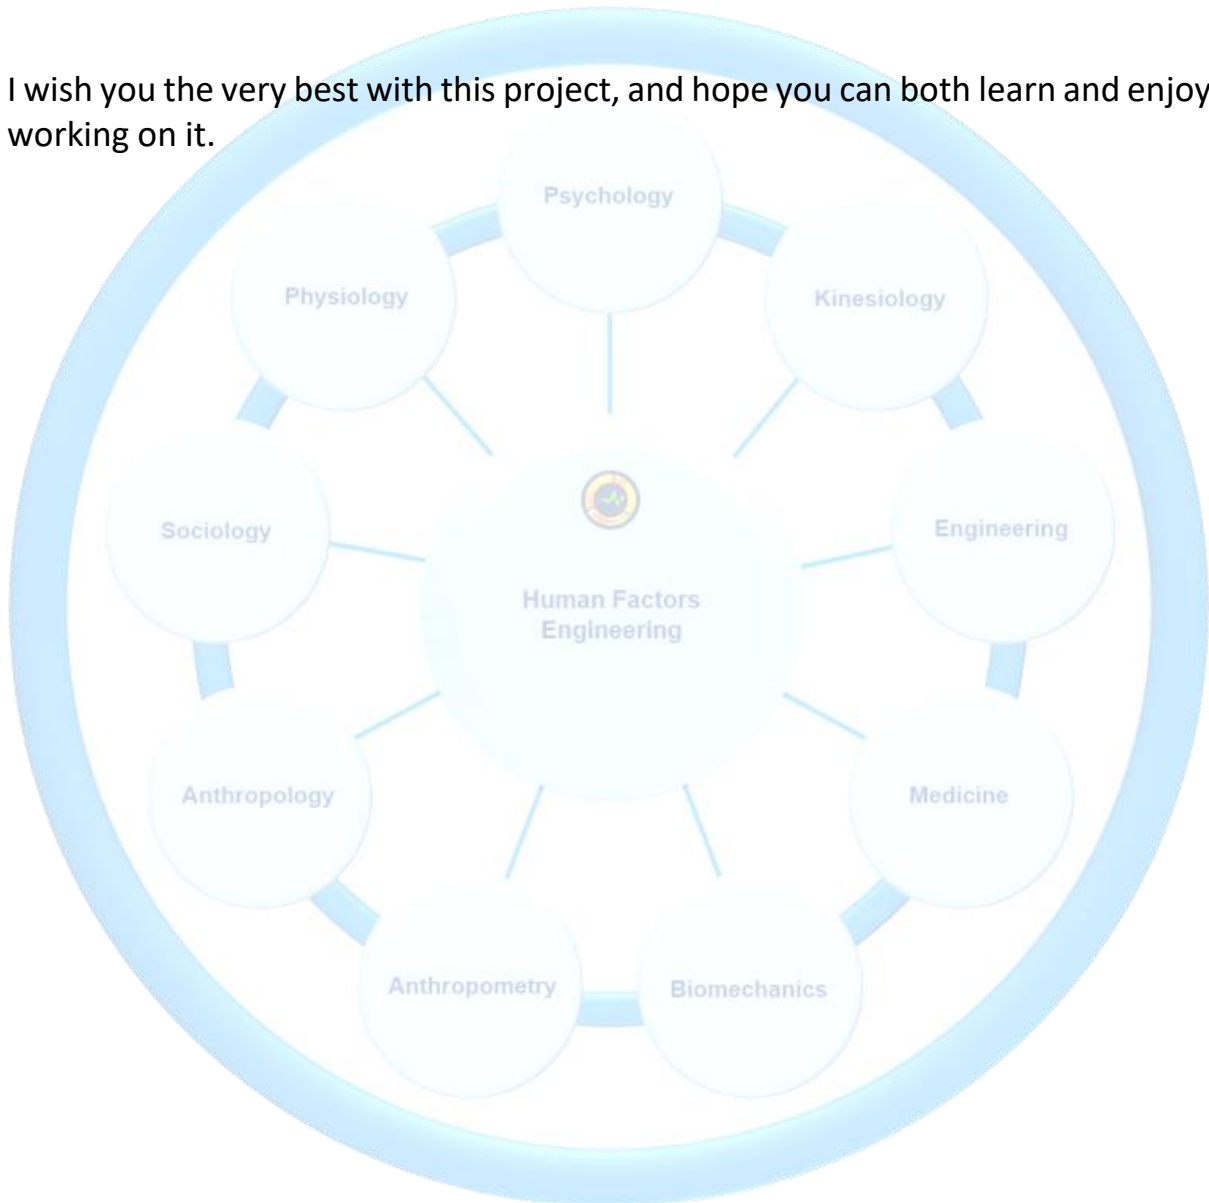 I wish you the very best with this project, and hope you can both learn and enjoy
working on it.
Psychology
Physiology
Kinesiology
Sociology
Engineering
Human Factors
Engineering
Anthropology
Medicine
Anthropometry
Biomechanics